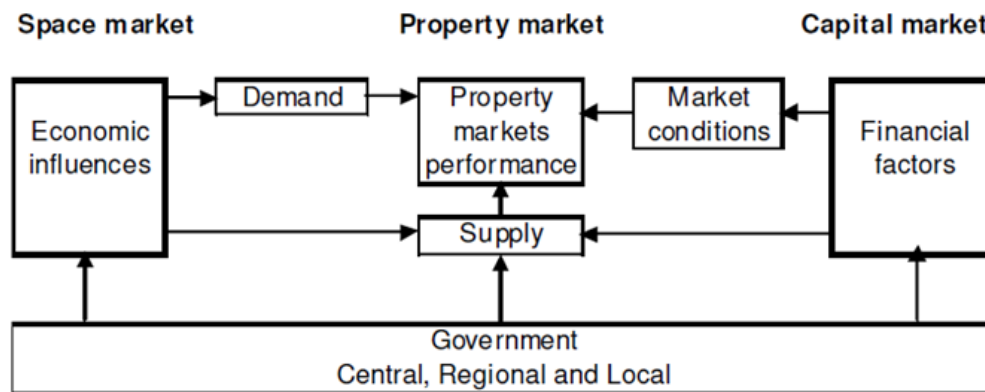 Space market
Property market
Capital market
Economic
influences
Demand
Property
markets
performance
Market
conditions
Financial
factors
Supply
Government
Central, Regional and Local